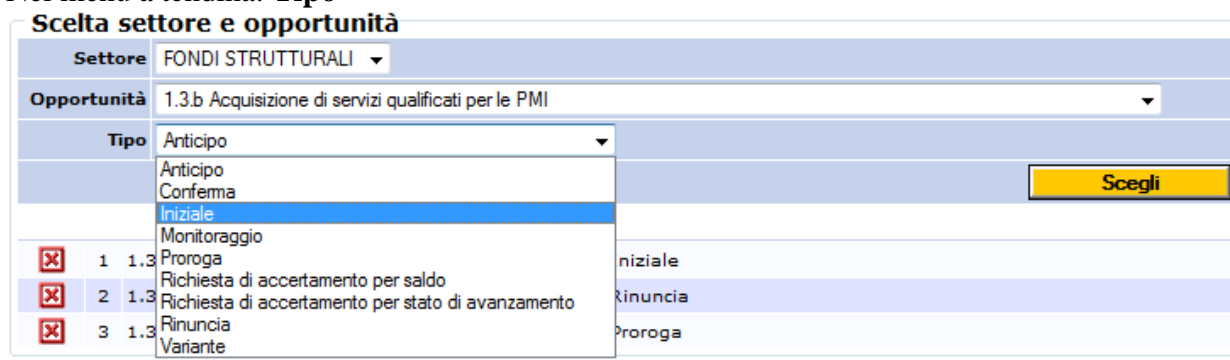 Scelta settore e opportunità
Settore FONDI STRUTTURALI
Opportunità 1.3.b Acquisizione di servizi qualificati per le PMI
Tipo Anticipo
Anticipo
Conferma
Scegli
Iniziale
Monitoraggio
1 1.3 Proroga niziale
Richiesta di accertamento per saldo
2 1.3 Richiesta di accertamento per stato di avanzamento Rinuncia
3 1.3 Rinuncia Proroga
Variante